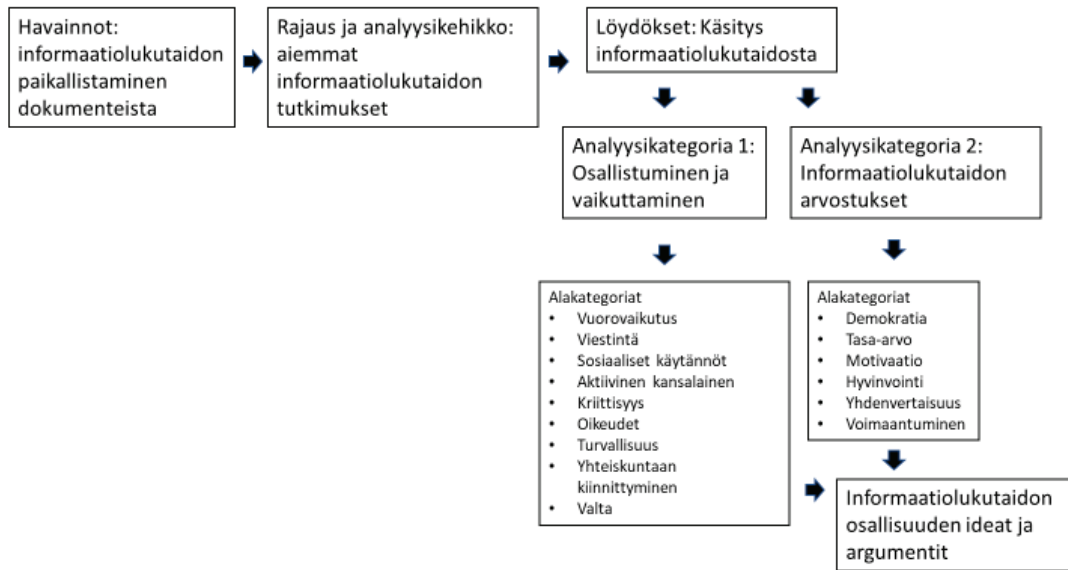 Havainnot:
informaatiolukutaidon
paikallistaminen
dokumenteista
Rajaus ja analyysikehikko:
aiemmat
informaatiolukutaidon
tutkimukset
Löydökset: Käsitys
informaatiolukutaidosta
Analyysikategoria 1:
Osallistuminen ja
vaikuttaminen
Analyysikategoria 2:
Informaatiolukutaidon
arvostukset
Alakategoriat
• Vuorovaikutus
• Viestintä
• Sosiaaliset käytännöt
• Aktiivinen kansalainen
• Kriittisyys
• Oikeudet
• Turvallisuus
• Yhteiskuntaan
kiinnittyminen
• Valta
Alakategoriat
• Demokratia
• Tasa-arvo
• Motivaatio
• Hyvinvointi
• Yhdenvertaisuus
• Voimaantuminen
Informaatiolukutaidon
osallisuuden ideat ja
argumentit